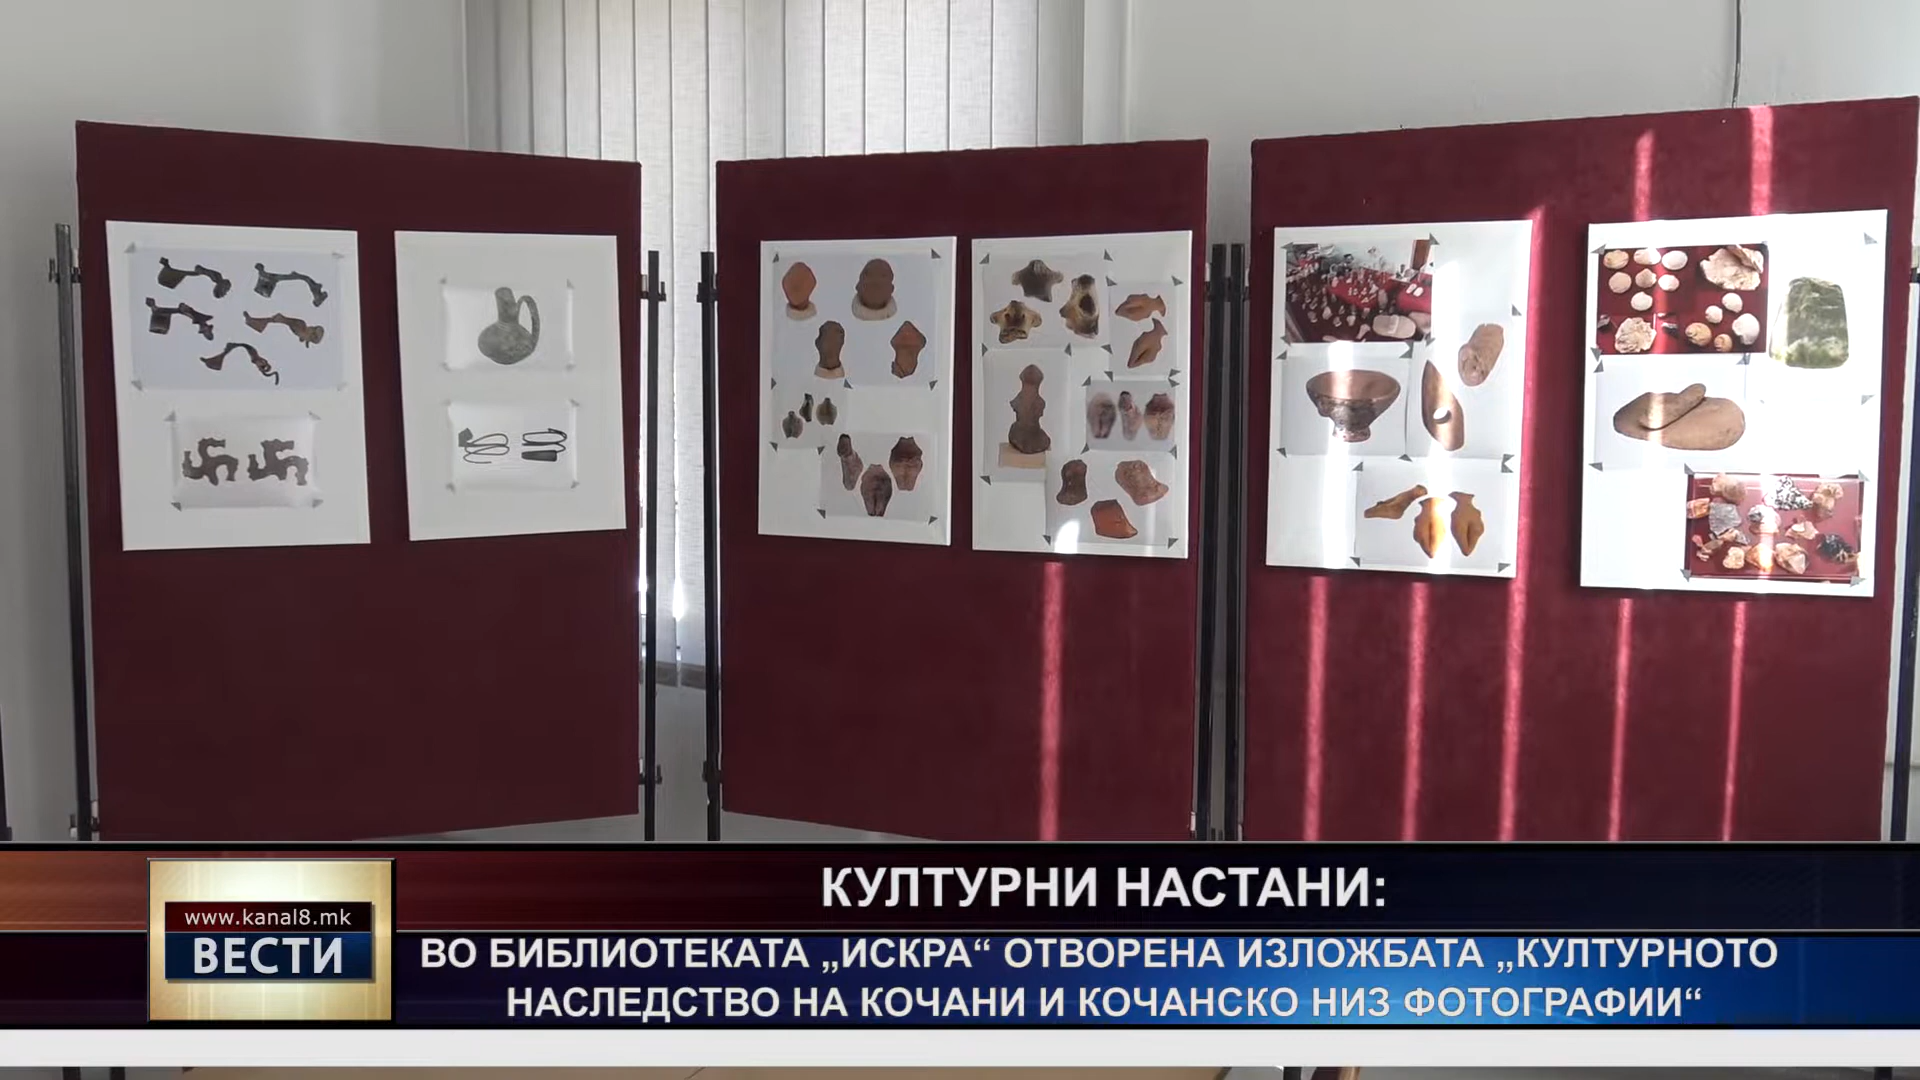 КУЛТУРНИ НАСТАНИ:
www.kanal8.mk
ВЕСТИ
ВО БИБЛИОТЕКАТА „ИСКРА“ ОТВОРЕНА ИЗЛОЖБАТА „КУЛТУРНОТО
НАСЛЕДСТВО НА КОЧАНИ И КОЧАНСКО НИЗ ФОТОГРАФИИ“